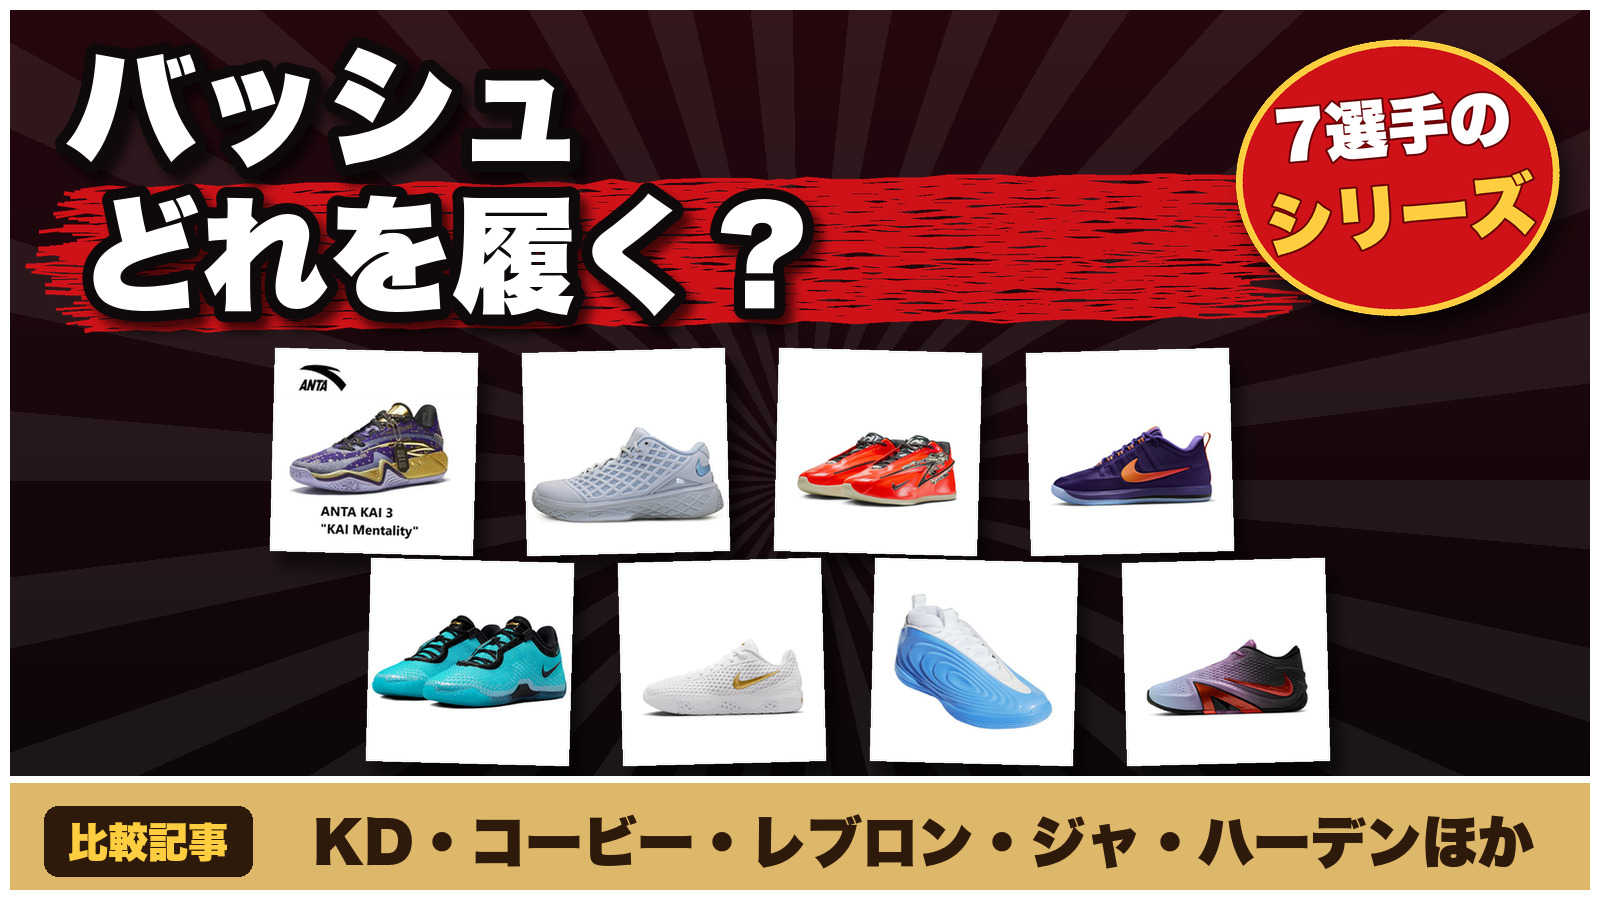 バッシュ
どれを履く？
7選手の
シリーズ
ANTA
ANTA KAI 3
"KAI Mentality"
比較記事
KD・コービー・レブロン・ジャ・ハーデンほか